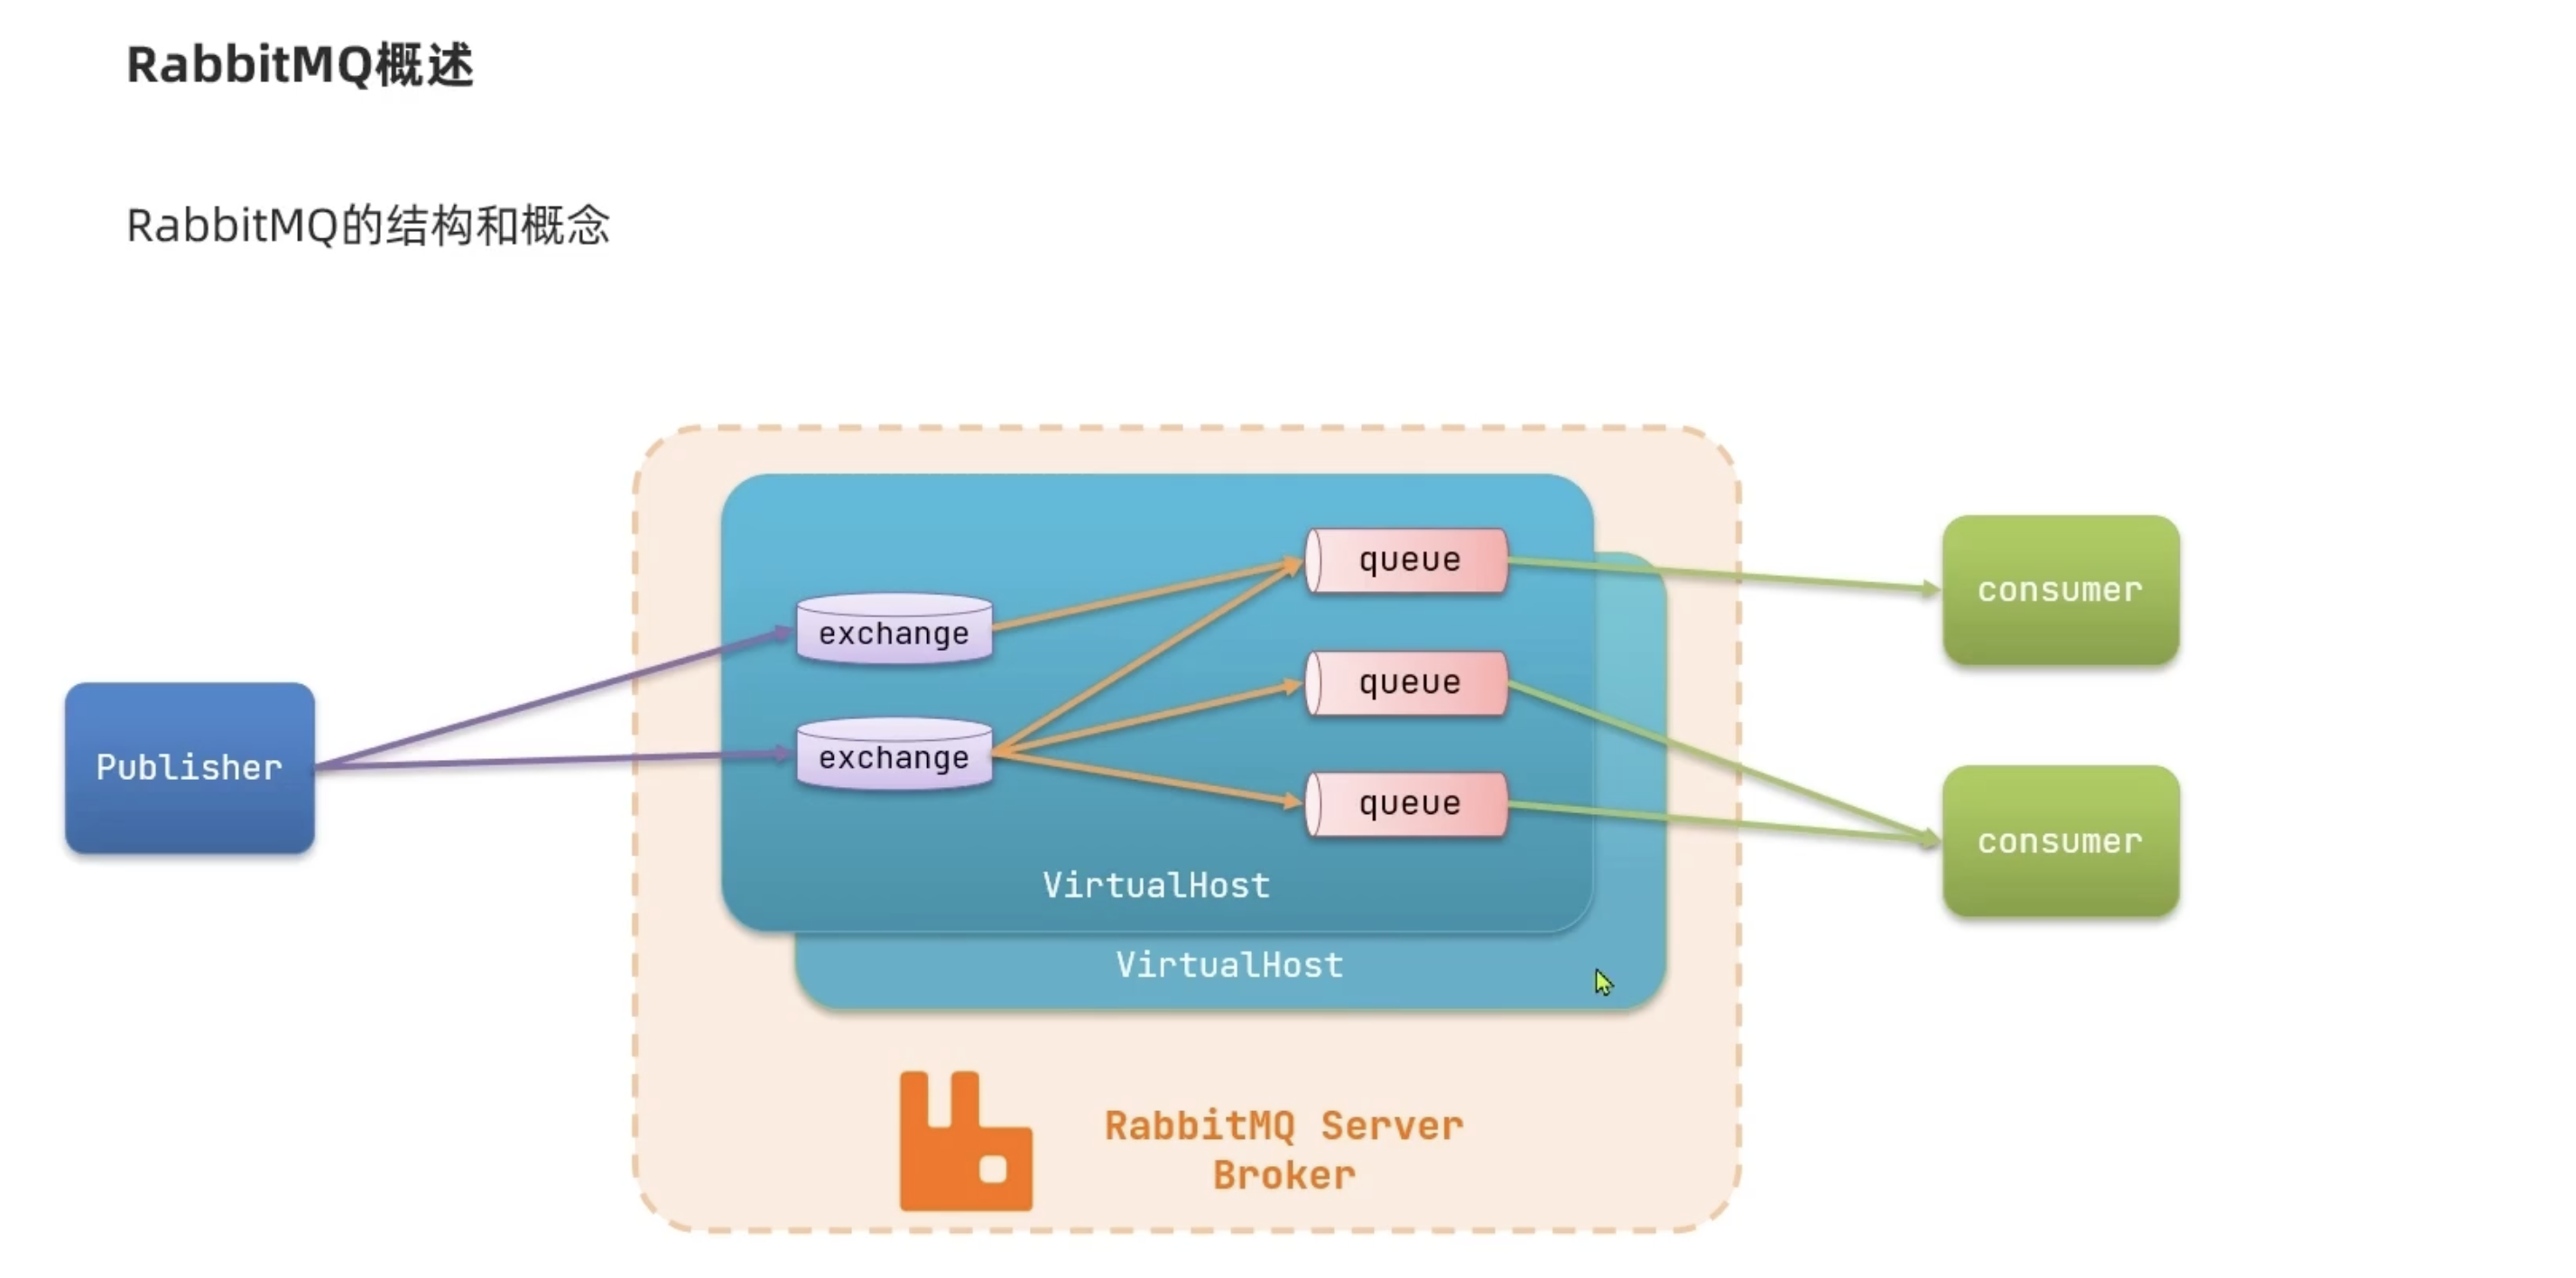 RabbitMQ概述
RabbitMQ的结构和概念
Publisher
exchange
exchange
queue
queue
queue
VirtualHost
VirtualHost
consumer
consumer
RabbitMQ Server
Broker